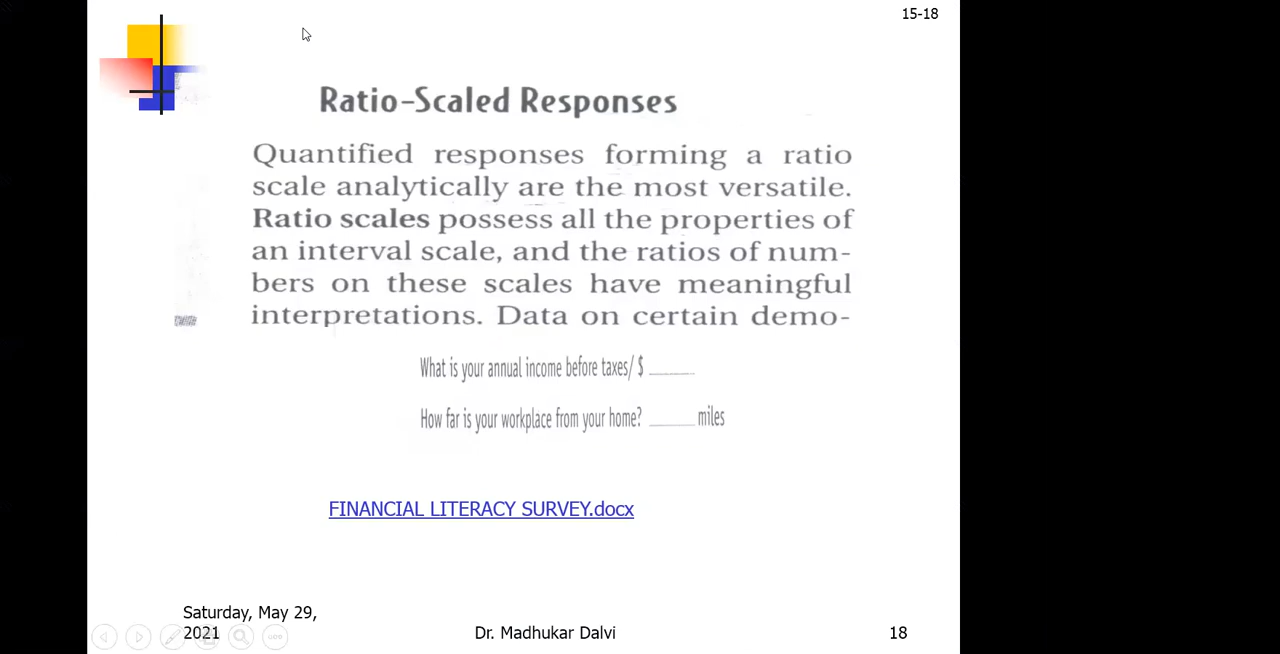 15-18
Ratio-Scaled Responses
Quantified responses forming a ratio
scale analytically are the most versatile.
Ratio scales possess all the properties of
an interval scale, and the ratios of num-
bers on these scales have meaningful
interpretations. Data on certain demo-
What is your annual income before taxes/ $ ______
How far is your workplace from your home? ______ miles
FINANCIAL LITERACY SURVEY.docx
Saturday, May 29,
2021
Dr. Madhukar Dalvi
18